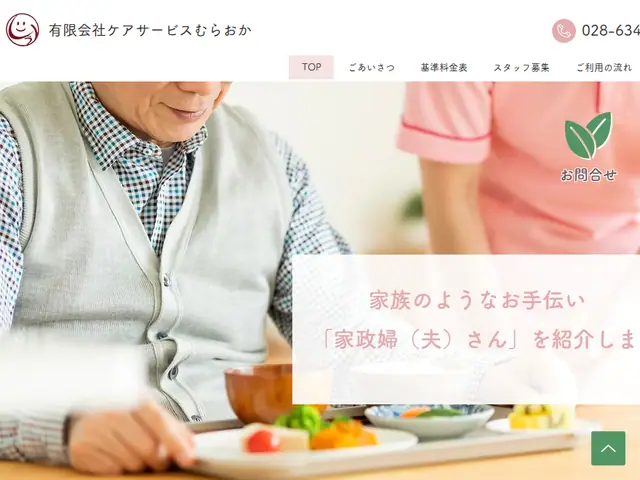 有限会社ケアサービスむらおか
028-634
TOP ごあいさつ 基準料金表 スタッフ募集 ご利用の流れ
お問合せ
家族のようなお手伝い
「家政婦（夫）さん」を紹介しま